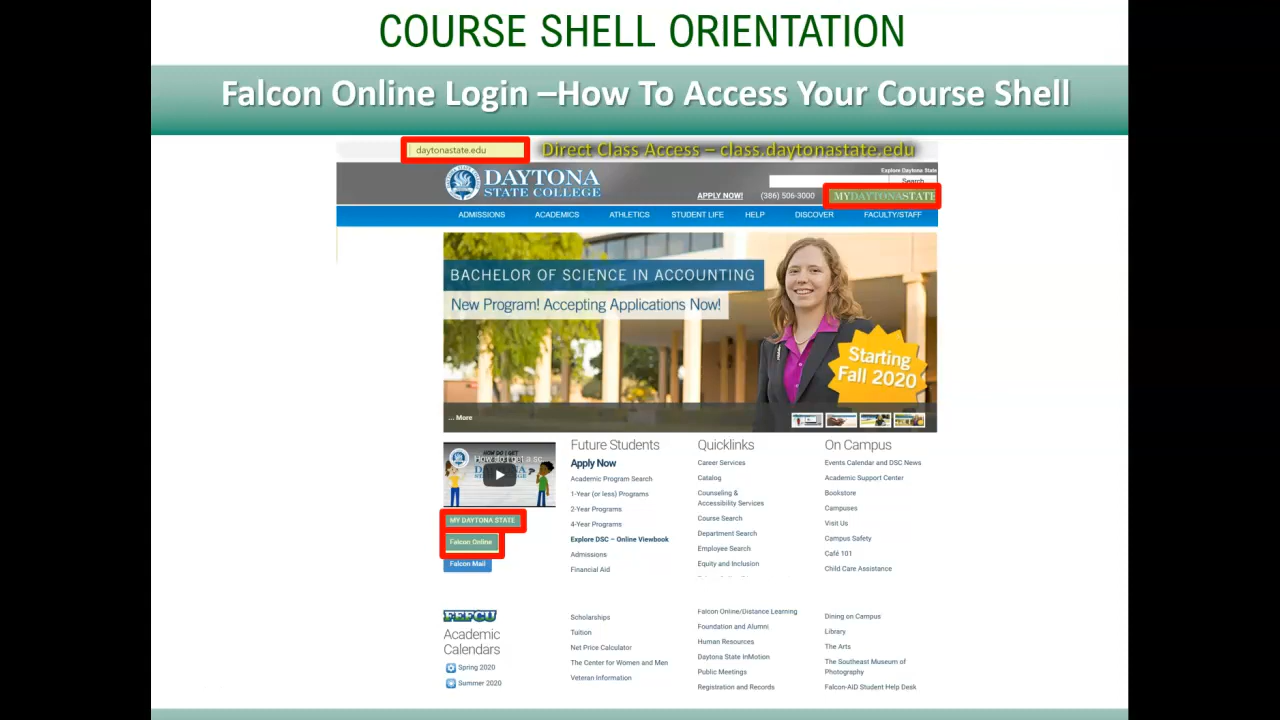 COURSE SHELL ORIENTATION
Falcon Online Login –How To Access Your Course Shell
daytonastate.edu
Direct Class Access – class.daytonastate.edu
Explore Daytona State
DAYTONA
STATE COLLEGE
Search
APPLY NOW!
(386) 506-3000
MYDAYTONASTATE
ADMISSIONS ACADEMICS ATHLETICS STUDENT LIFE HELP DISCOVER FACULTY/STAFF
BACHELOR OF SCIENCE IN ACCOUNTING
New Program! Accepting Applications Now!
Starting
Fall 2020
... More
How do I get a sc...
MY DAYTONA STATE
Falcon Online
Falcon Mail
FEFCU
Academic
Calendars
Spring 2020
Summer 2020
Future Students
Apply Now
Academic Program Search
1-Year (or less) Programs
2-Year Programs
4-Year Programs
Explore DSC – Online Viewbook
Admissions
Financial Aid
Scholarships
Tuition
Net Price Calculator
The Center for Women and Men
Veteran Information
Quicklinks
Career Services
Catalog
Counseling &
Accessibility Services
Course Search
Department Search
Employee Search
Equity and Inclusion
Falcon Online/Distance Learning
Foundation and Alumni
Human Resources
Daytona State InMotion
Public Meetings
Registration and Records
On Campus
Events Calendar and DSC News
Academic Support Center
Bookstore
Campuses
Visit Us
Campus Safety
Café 101
Child Care Assistance
Dining on Campus
Library
The Arts
The Southeast Museum of
Photography
Falcon-AID Student Help Desk